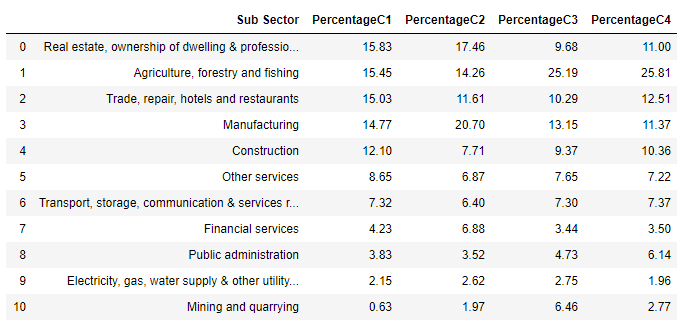 Sub Sector PercentageC1 PercentageC2 PercentageC3 PercentageC4
0 Real estate, ownership of dwelling & professio... 15.83 17.46 9.68 11.00
1 Agriculture, forestry and fishing 15.45 14.26 25.19 25.81
2 Trade, repair, hotels and restaurants 15.03 11.61 10.29 12.51
3 Manufacturing 14.77 20.70 13.15 11.37
4 Construction 12.10 7.71 9.37 10.36
5 Other services 8.65 6.87 7.65 7.22
6 Transport, storage, communication & services r... 7.32 6.40 7.30 7.37
7 Financial services 4.23 6.88 3.44 3.50
8 Public administration 3.83 3.52 4.73 6.14
9 Electricity, gas, water supply & other utility... 2.15 2.62 2.75 1.96
10 Mining and quarrying 0.63 1.97 6.46 2.77